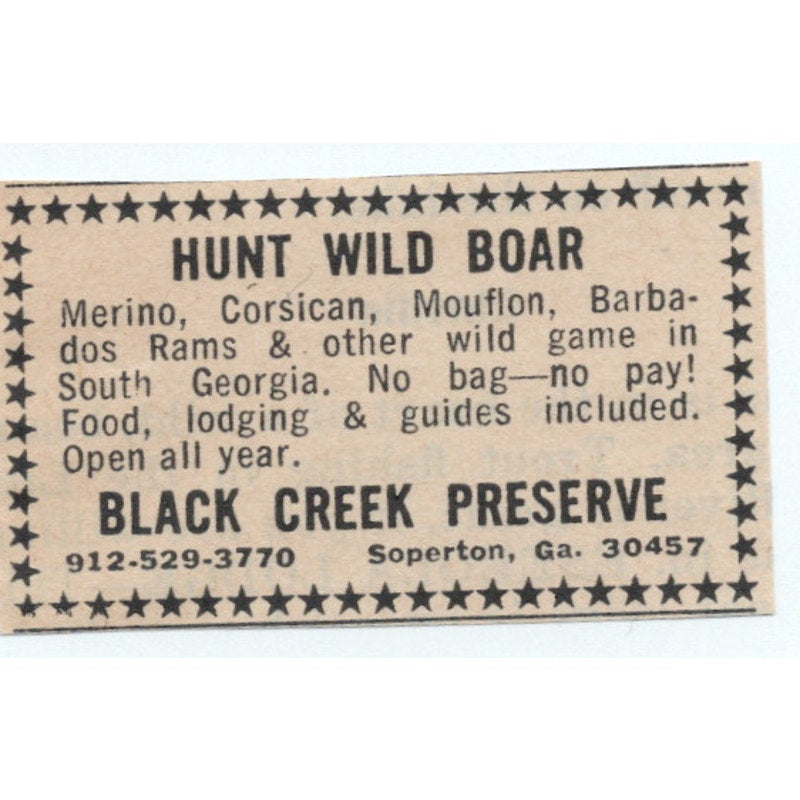 HUNT WILD BOAR
Merino, Corsican, Mouflon, Barba-
dos Rams & other wild game in
South Georgia. No bag—no pay!
Food, lodging & guides included.
Open all year.
BLACK CREEK PRESERVE
912-529-3770 Soperton, Ga. 30457